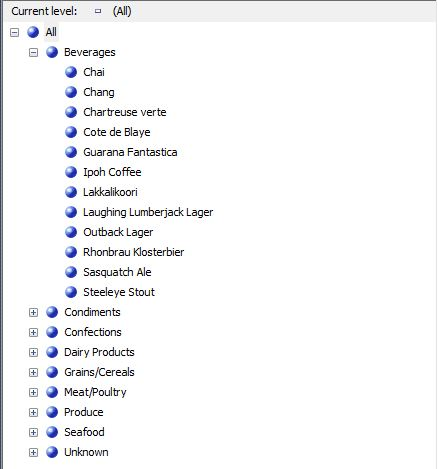 Current level: (All)
All
Beverages
Chai
Chang
Chartreuse verte
Cote de Blaye
Guarana Fantastica
Ipoh Coffee
Lakkalikoori
Laughing Lumberjack Lager
Outback Lager
Rhonbrau Klosterbier
Sasquatch Ale
Steeleye Stout
Condiments
Confections
Dairy Products
Grains/Cereals
Meat/Poultry
Produce
Seafood
Unknown